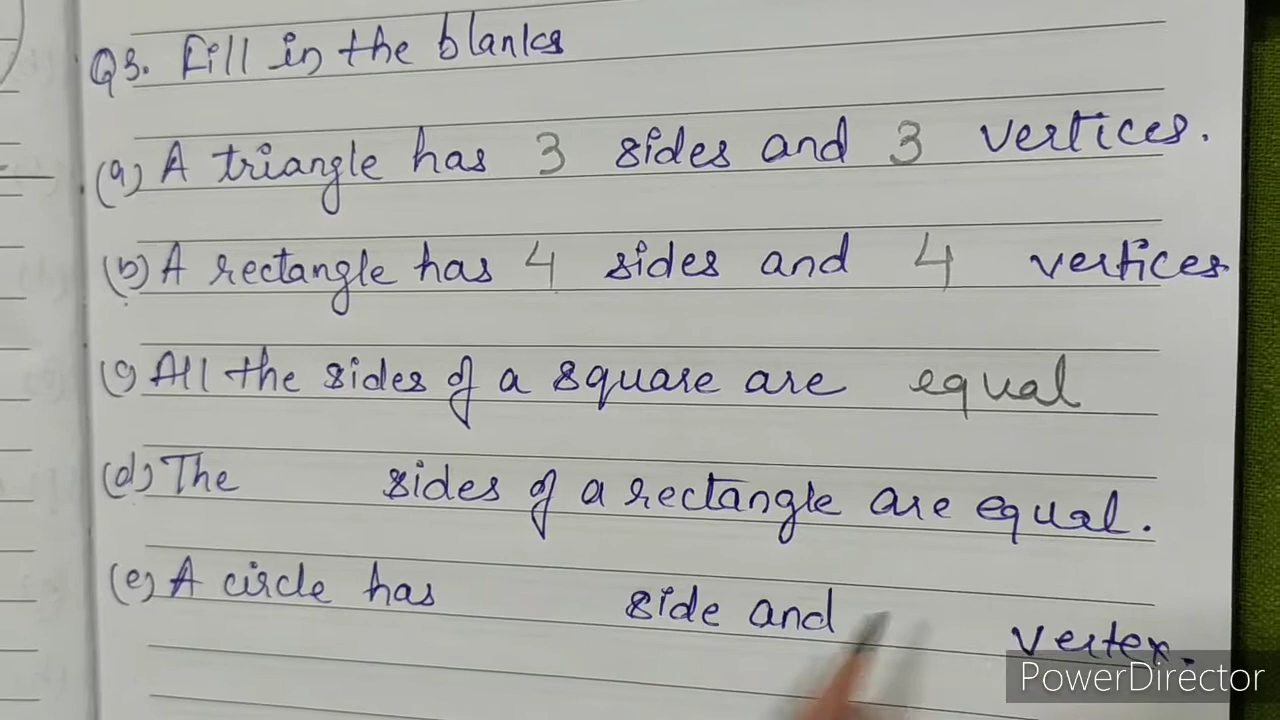 Q3. Fill in the blanks
(a) A triangle has 3 sides and 3 vertices.
(b) A rectangle has 4 sides and 4 vertices
(c) All the sides of a square are equal
(d) The sides of a rectangle are equal.
(e) A circle has side and vertex.
PowerDirector